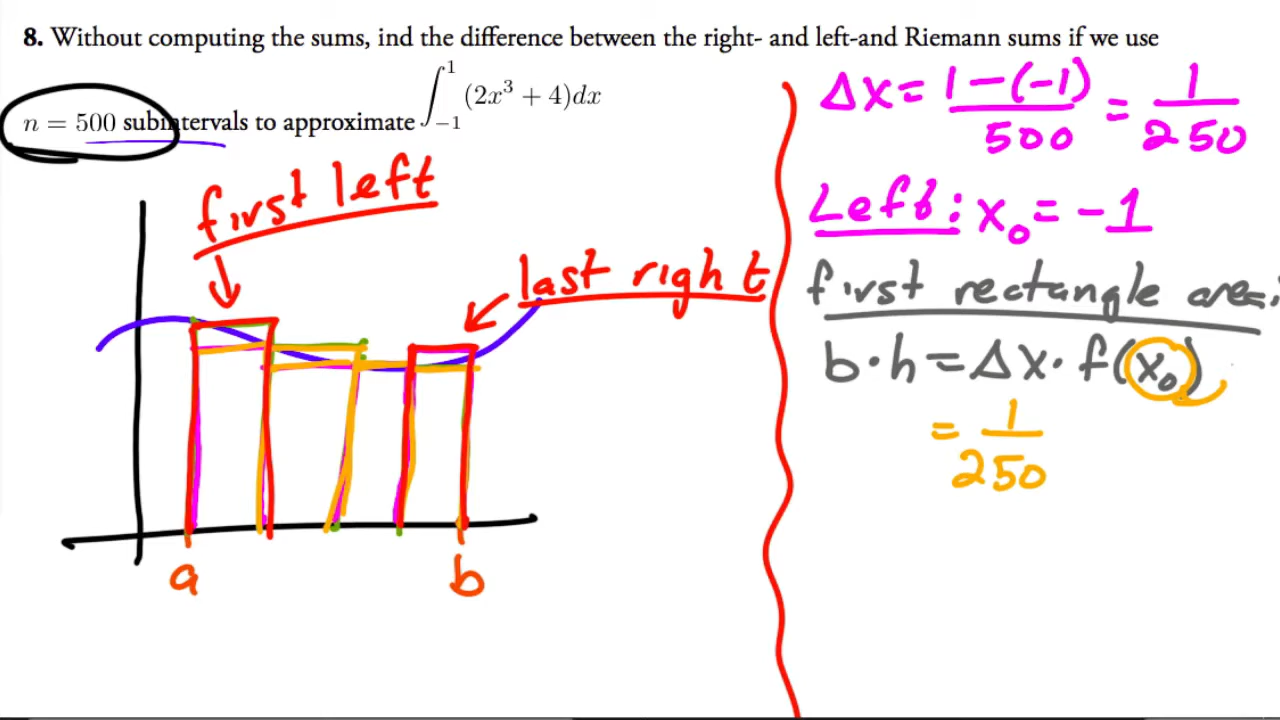 8. Without computing the sums, ind the difference between the right- and left-and Riemann sums if we use
n = 500 subintervals to approximate ∫_{-1}^{1} (2x³ + 4)dx
first left
last right
a
b
Δx = 1-(-1)/500 = 1/250
Left: x₀ = -1
first rectangle area:
b·h = Δx·f(x₀)
= 1/250